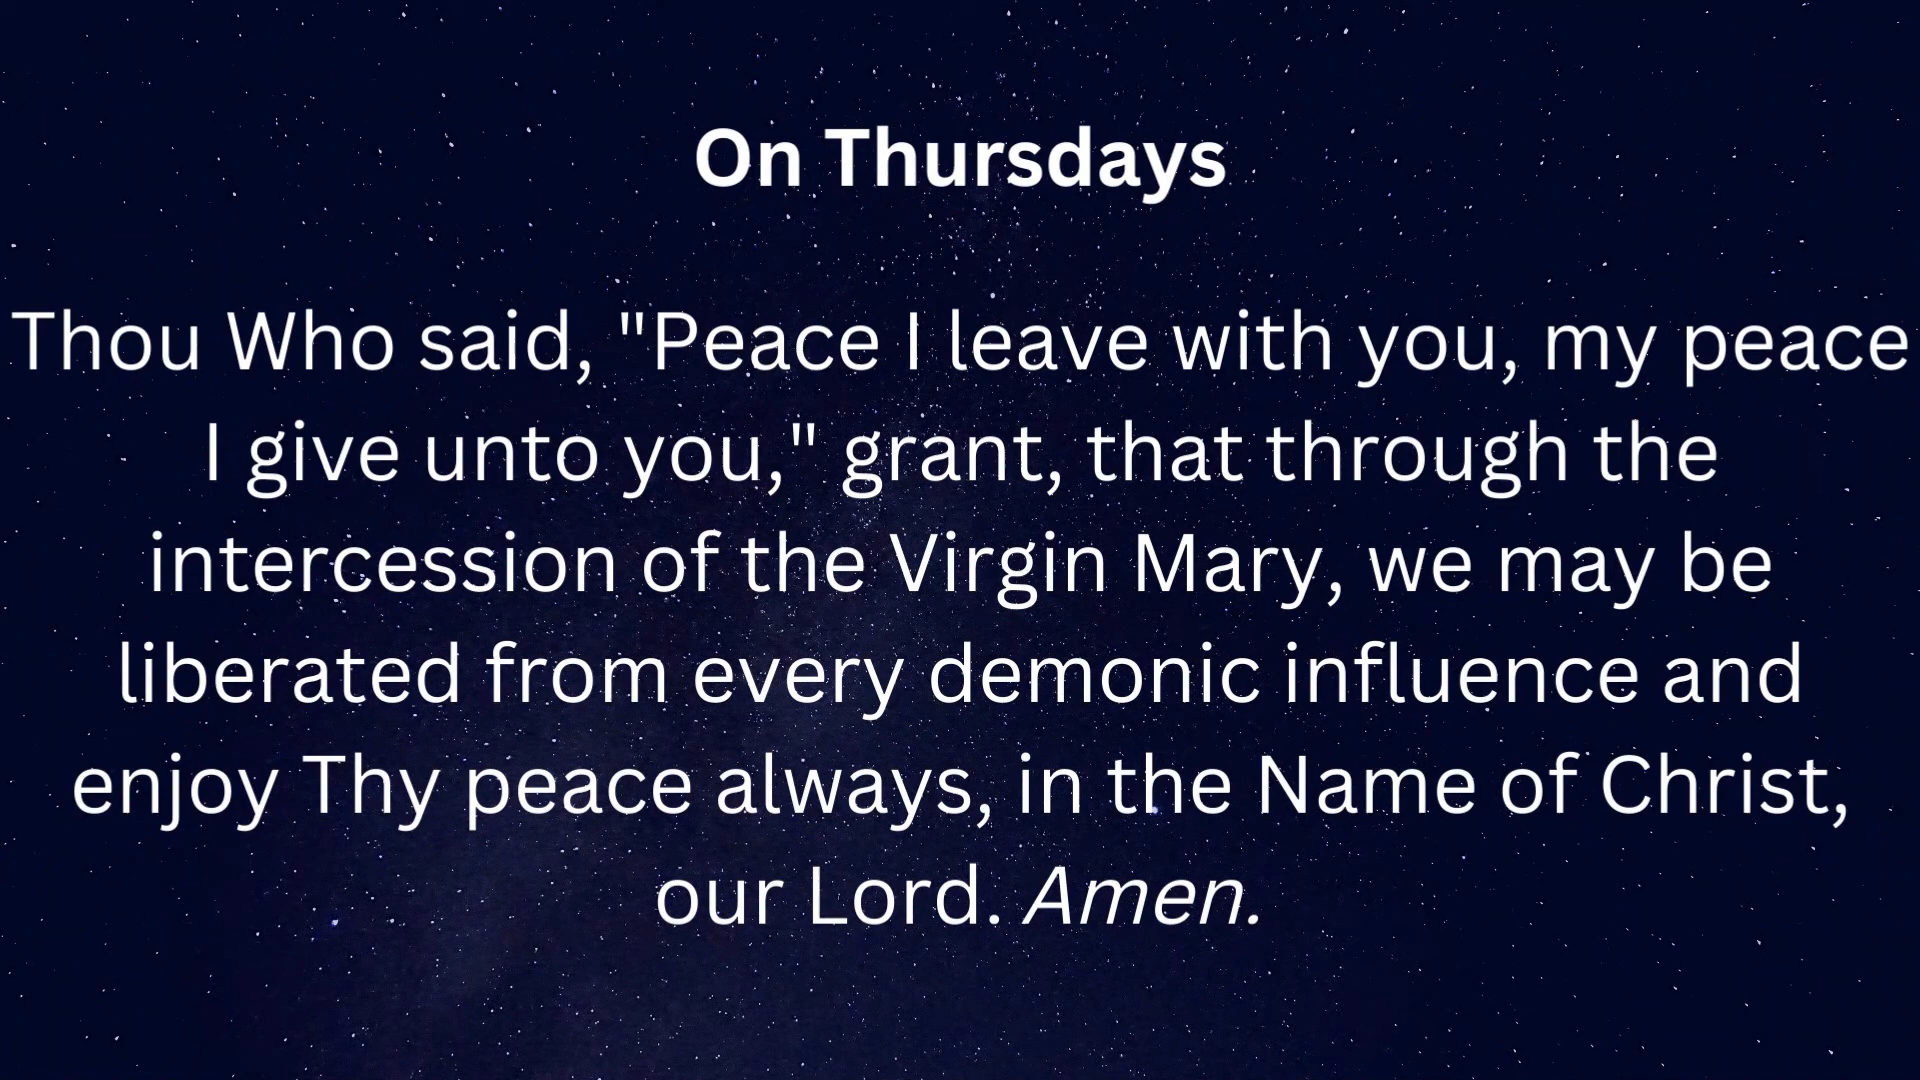 On Thursdays
Thou Who said, "Peace I leave with you, my peace
I give unto you," grant, that through the
intercession of the Virgin Mary, we may be
liberated from every demonic influence and
enjoy Thy peace always, in the Name of Christ,
our Lord. Amen.